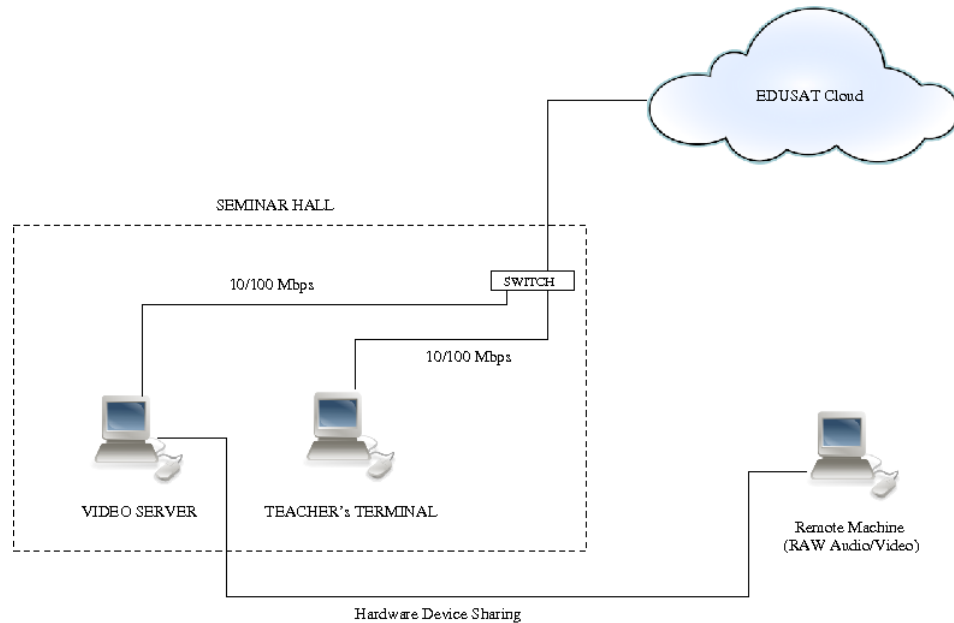 EDUSAT Cloud
SEMINAR HALL
SWITCH
10/100 Mbps
10/100 Mbps
VIDEO SERVER
TEACHER's TERMINAL
Remote Machine
(RAW Audio/Video)
Hardware Device Sharing